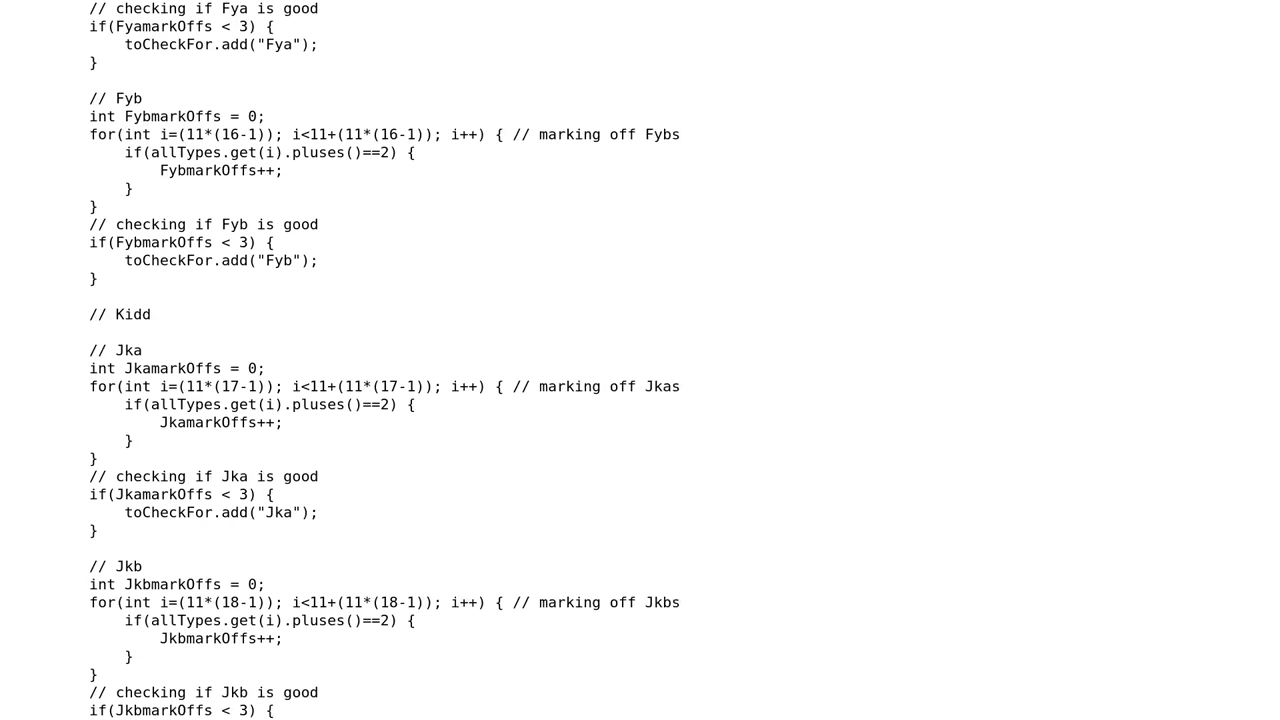 // checking if Fya is good
if(FyamarkOffs < 3) {
    toCheckFor.add("Fya");
}

// Fyb
int FybmarkOffs = 0;
for(int i=(11*(16-1)); i<11+(11*(16-1)); i++) { // marking off Fybs
    if(allTypes.get(i).pluses()==2) {
        FybmarkOffs++;
    }
}
// checking if Fyb is good
if(FybmarkOffs < 3) {
    toCheckFor.add("Fyb");
}

// Kidd

// Jka
int JkamarkOffs = 0;
for(int i=(11*(17-1)); i<11+(11*(17-1)); i++) { // marking off Jkas
    if(allTypes.get(i).pluses()==2) {
        JkamarkOffs++;
    }
}
// checking if Jka is good
if(JkamarkOffs < 3) {
    toCheckFor.add("Jka");
}

// Jkb
int JkbmarkOffs = 0;
for(int i=(11*(18-1)); i<11+(11*(18-1)); i++) { // marking off Jkbs
    if(allTypes.get(i).pluses()==2) {
        JkbmarkOffs++;
    }
}
// checking if Jkb is good
if(JkbmarkOffs < 3) {